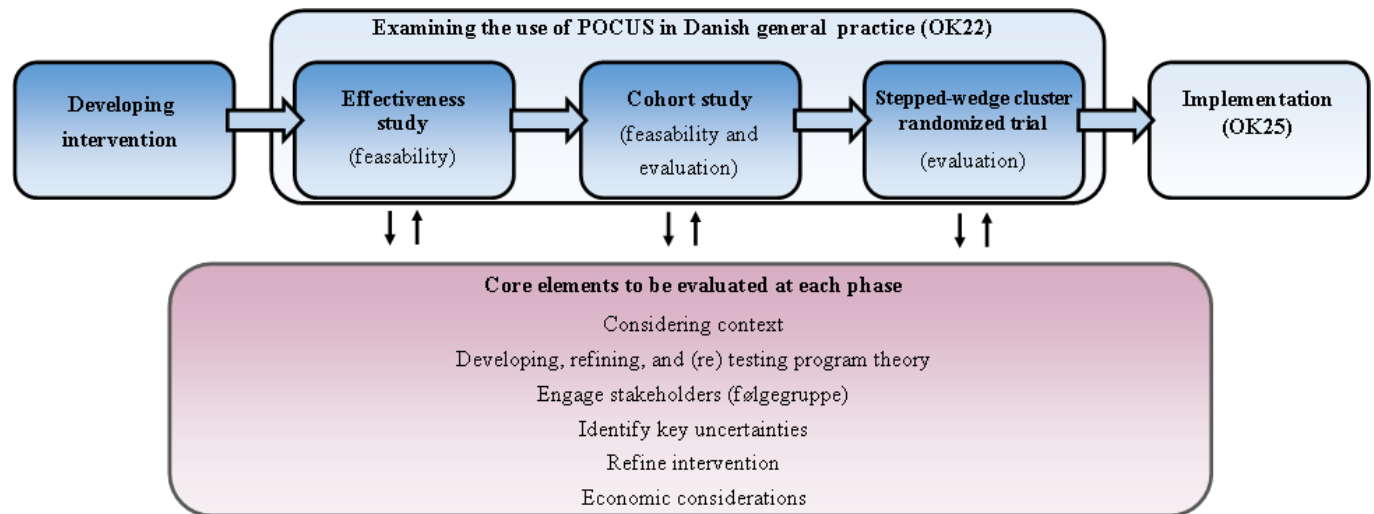 Examining the use of POCUS in Danish general practice (OK22)
Developing
intervention
Effectiveness
study
(feasability)
Cohort study
(feasability and
evaluation)
Stepped-wedge cluster
randomized trial
(evaluation)
Implementation
(OK25)
Core elements to be evaluated at each phase
Considering context
Developing, refining, and (re) testing program theory
Engage stakeholders (følgegruppe)
Identify key uncertainties
Refine intervention
Economic considerations